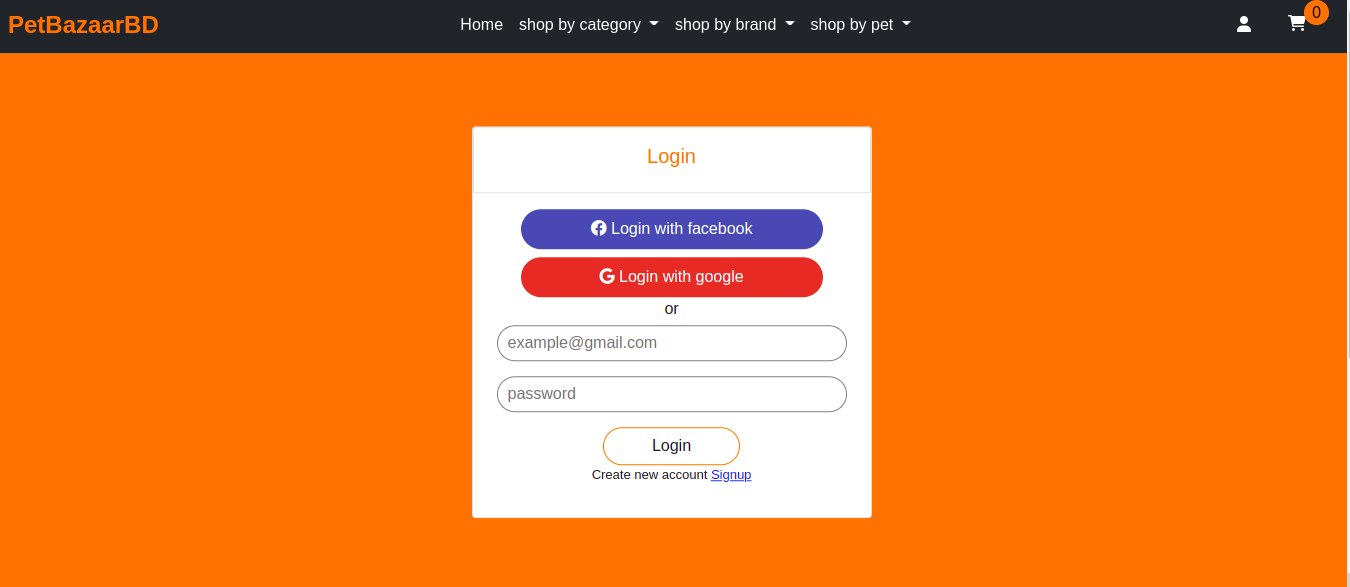 PetBazaarBD
Home shop by category shop by brand shop by pet
0
Login
Login with facebook
Login with google
or
example@gmail.com
password
Login
Create new account Signup